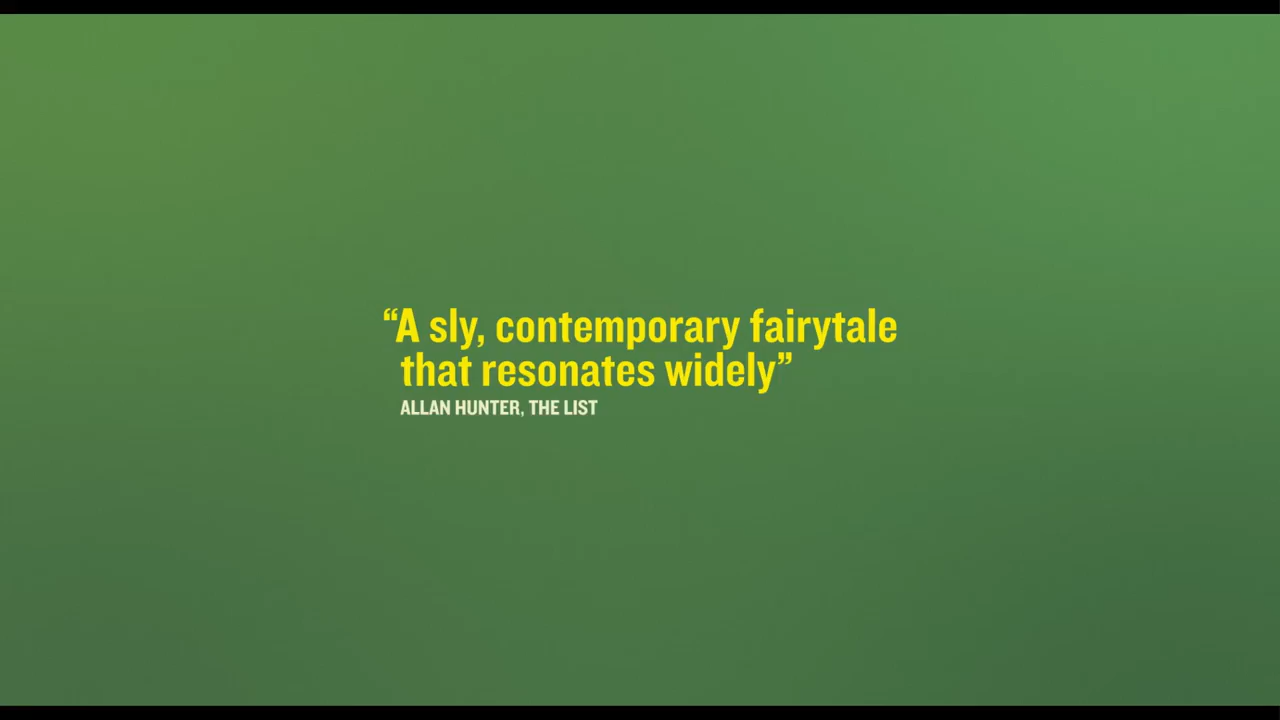 “A sly, contemporary fairytale
that resonates widely”
ALLAN HUNTER, THE LIST